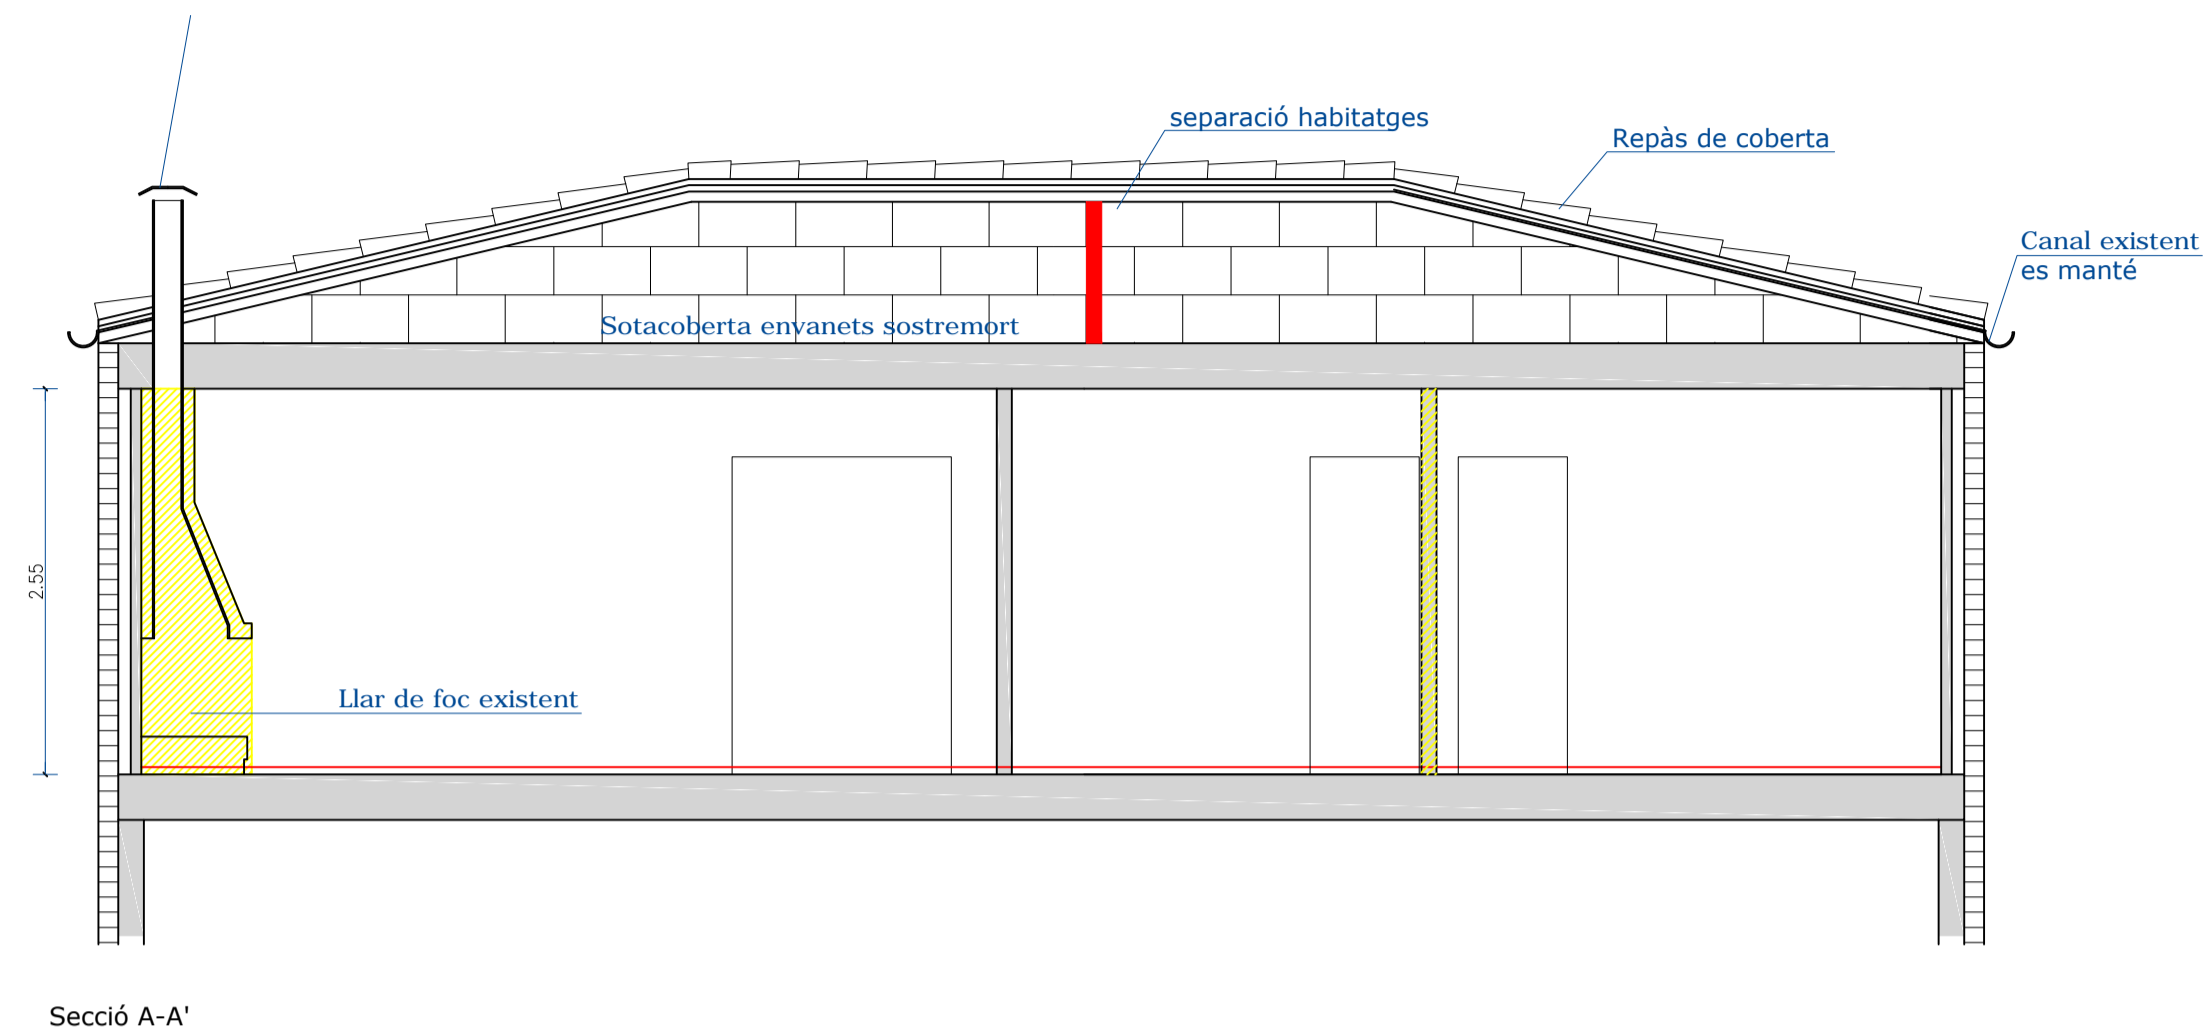 separació habitatges
Repàs de coberta
Canal existent
es manté
Sotacoberta envanets sostremort
2.55
Llar de foc existent
Secció A-A'